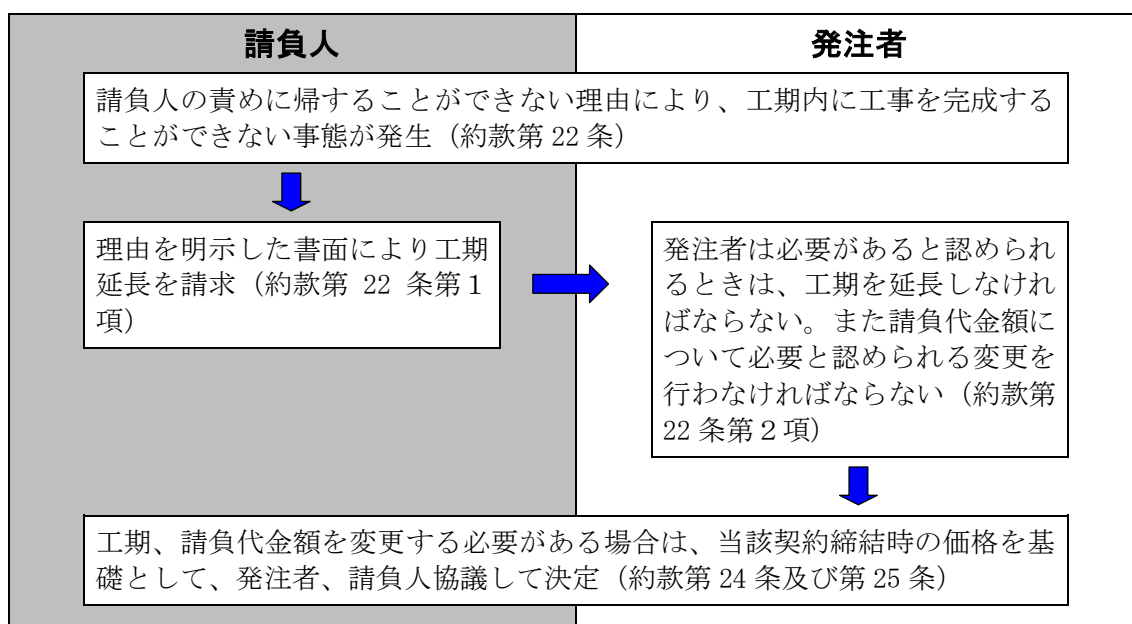 請負人
発注者
請負人の責めに帰することができない理由により、工期内に工事を完成する
ことができない事態が発生（約款第 22 条）
理由を明示した書面により工期
延長を請求（約款第 22 条第１
項）
発注者は必要があると認められ
るときは、工期を延長しなけれ
ばならない。また請負代金額に
ついて必要と認められる変更を
行わなければならない（約款第
22 条第２項）
工期、請負代金額を変更する必要がある場合は、当該契約締結時の価格を基
礎として、発注者、請負人協議して決定（約款第 24 条及び第 25 条）